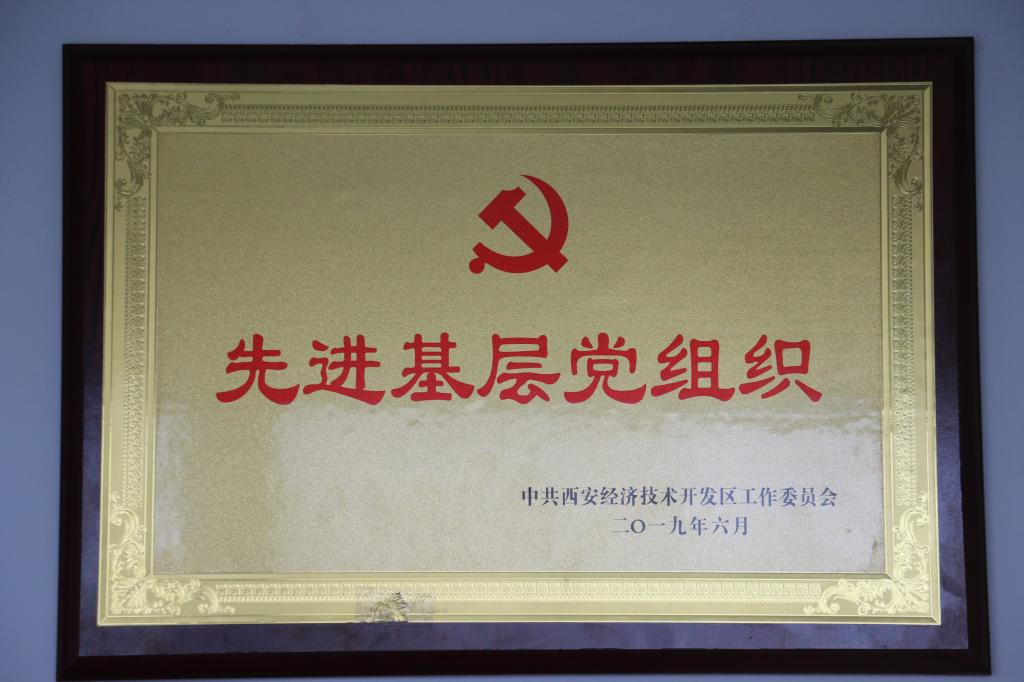 先进基层党组织
中共西安经济技术开发区工作委员会
二〇一九年六月